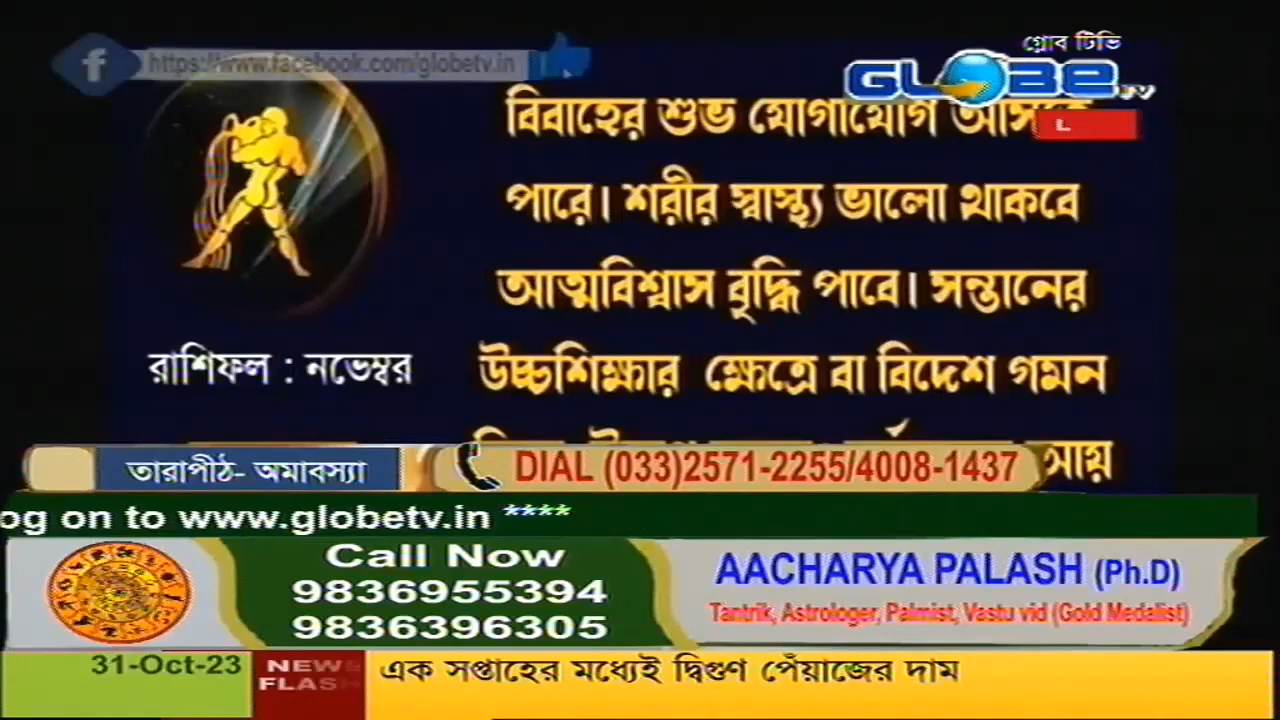 https://www.facebook.com/globetv.in
গ্লোব টিভি
GLOBE TV
বিবাহের শুভ যোগাযোগ
পারে। শরীর স্বাস্থ্য ভালো থাকবে
আত্মবিশ্বাস বৃদ্ধি পাবে। সন্তানের
উচ্চশিক্ষার ক্ষেত্রে বা বিদেশ গমন
আয়
রাশিফল : নভেম্বর
তারাপীঠ- অমাবস্যা
DIAL (033)2571-2255/4008-1437
og on to www.globetv.in ****
Call Now
9836955394
9836396305
AACHARYA PALASH (Ph.D)
Tantrik, Astrologer, Palmist, Vastu vid (Gold Medalist)
31-Oct-23
NEWS
FLASH
এক সপ্তাহের মধ্যেই দ্বিগুণ পেঁয়াজের দাম